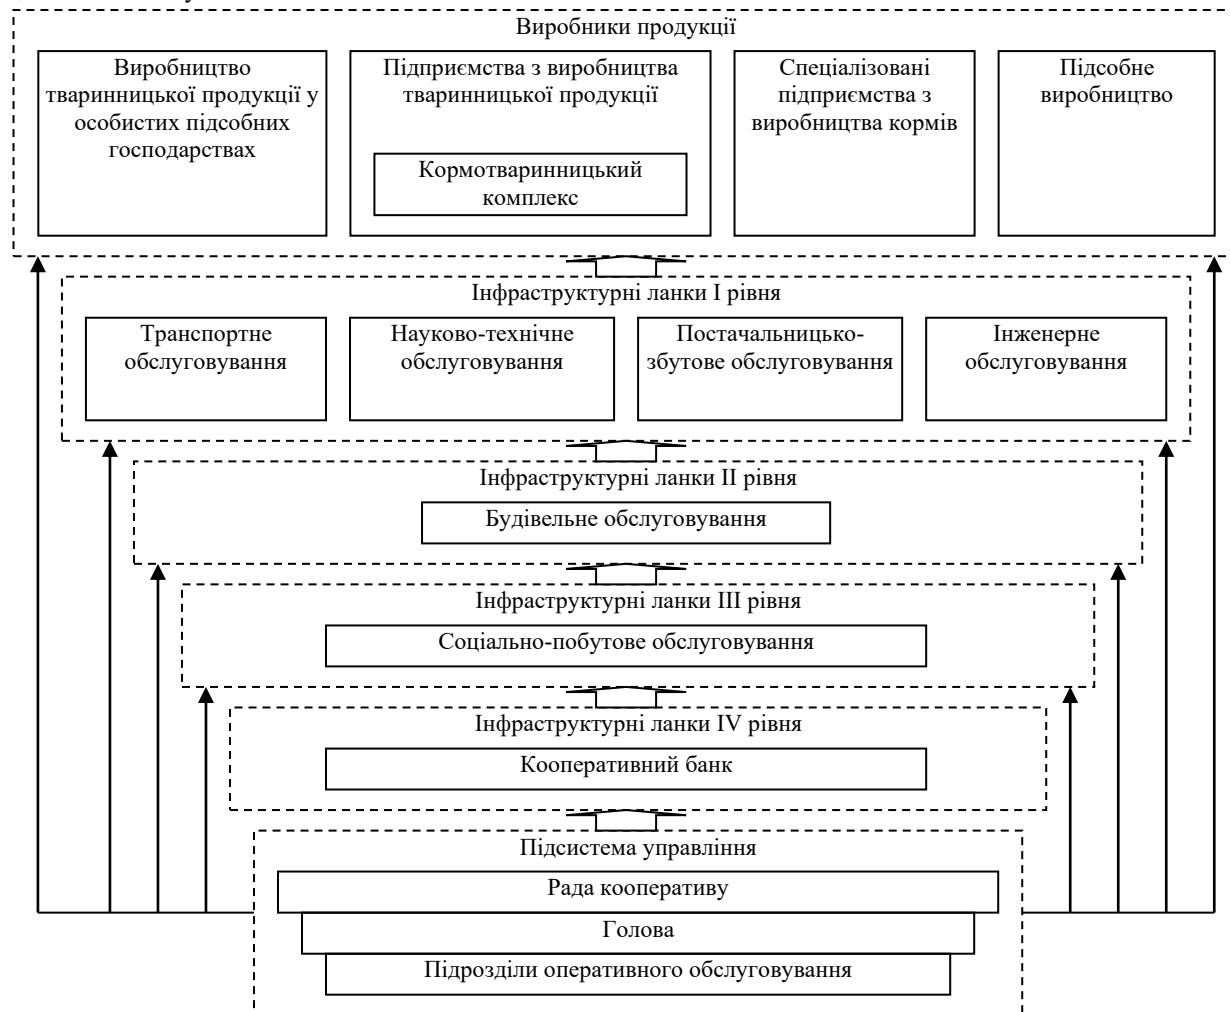 Виробники продукції
Виробництво
тваринницької продукції у
особистих підсобних
господарствах
Підприємства з виробництва
тваринницької продукції
Кормотваринницький
комплекс
Спеціалізовані
підприємства з
виробництва кормів
Підсобне
виробництво
Інфраструктурні ланки I рівня
Транспортне
обслуговування
Науково-технічне
обслуговування
Постачальницько-
збутове обслуговування
Інженерне
обслуговування
Інфраструктурні ланки II рівня
Будівельне обслуговування
Інфраструктурні ланки III рівня
Соціально-побутове обслуговування
Інфраструктурні ланки IV рівня
Кооперативний банк
Підсистема управління
Рада кооперативу
Голова
Підрозділи оперативного обслуговування